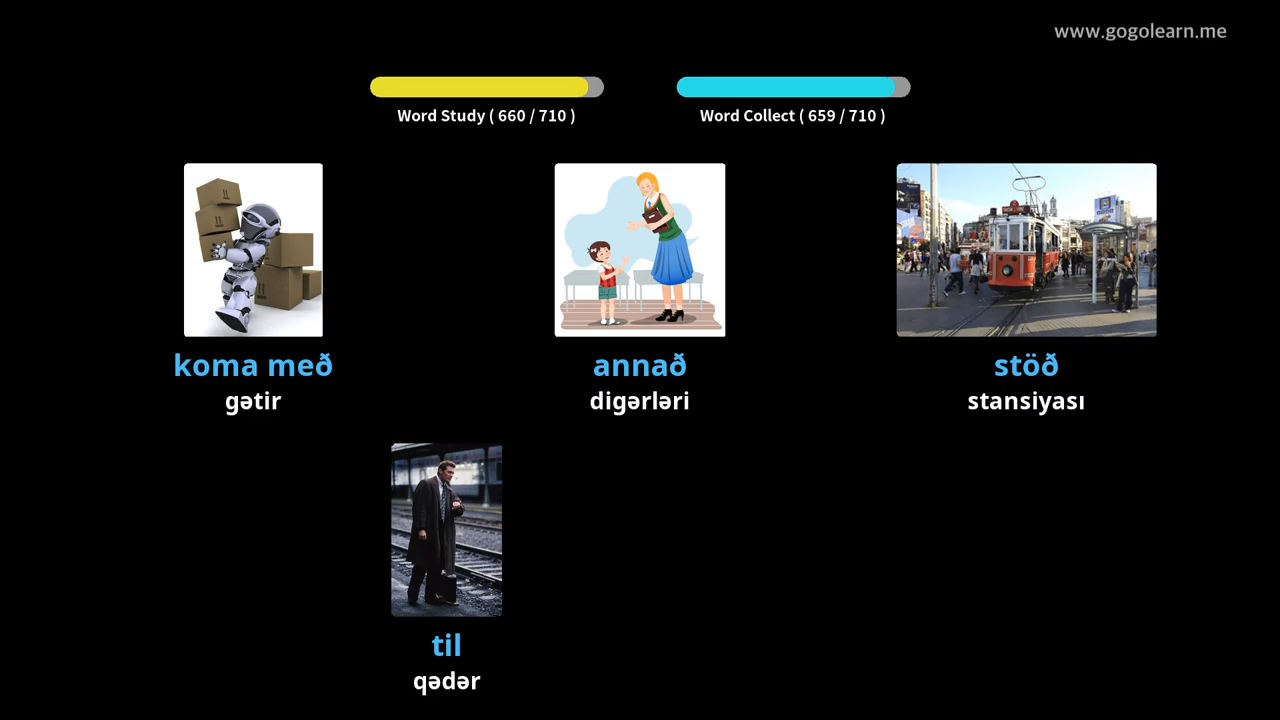 www.gogolearn.me
Word Study ( 660 / 710 )
Word Collect ( 659 / 710 )
koma með
gətir
annað
digərləri
stöð
stansiyası
til
qədər